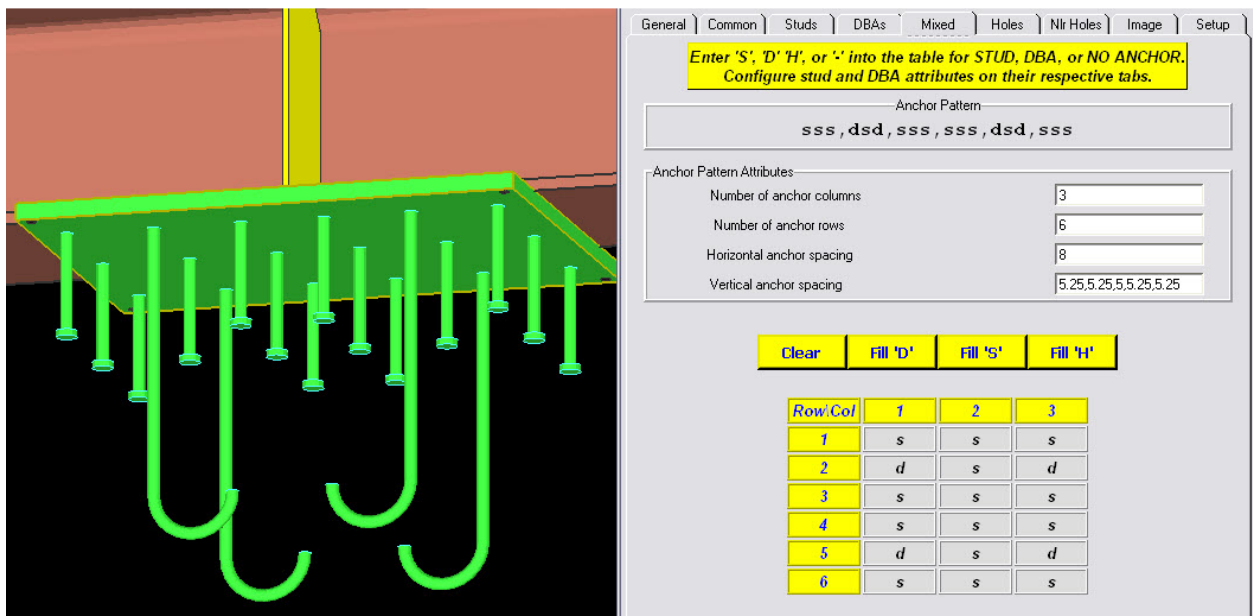 General Common Studs DBAs Mixed Holes Nlr Holes Image Setup
Enter 'S', 'D' 'H', or '-' into the table for STUD, DBA, or NO ANCHOR.
Configure stud and DBA attributes on their respective tabs.
Anchor Pattern
sss,dsd,sss,sss,dsd,sss
Anchor Pattern Attributes
Number of anchor columns 3
Number of anchor rows 6
Horizontal anchor spacing 8
Vertical anchor spacing 5.25,5.25,5,5.25,5.25
Clear Fill 'D' Fill 'S' Fill 'H'
Row\Col 1 2 3
1 s s s
2 d s d
3 s s s
4 s s s
5 d s d
6 s s s